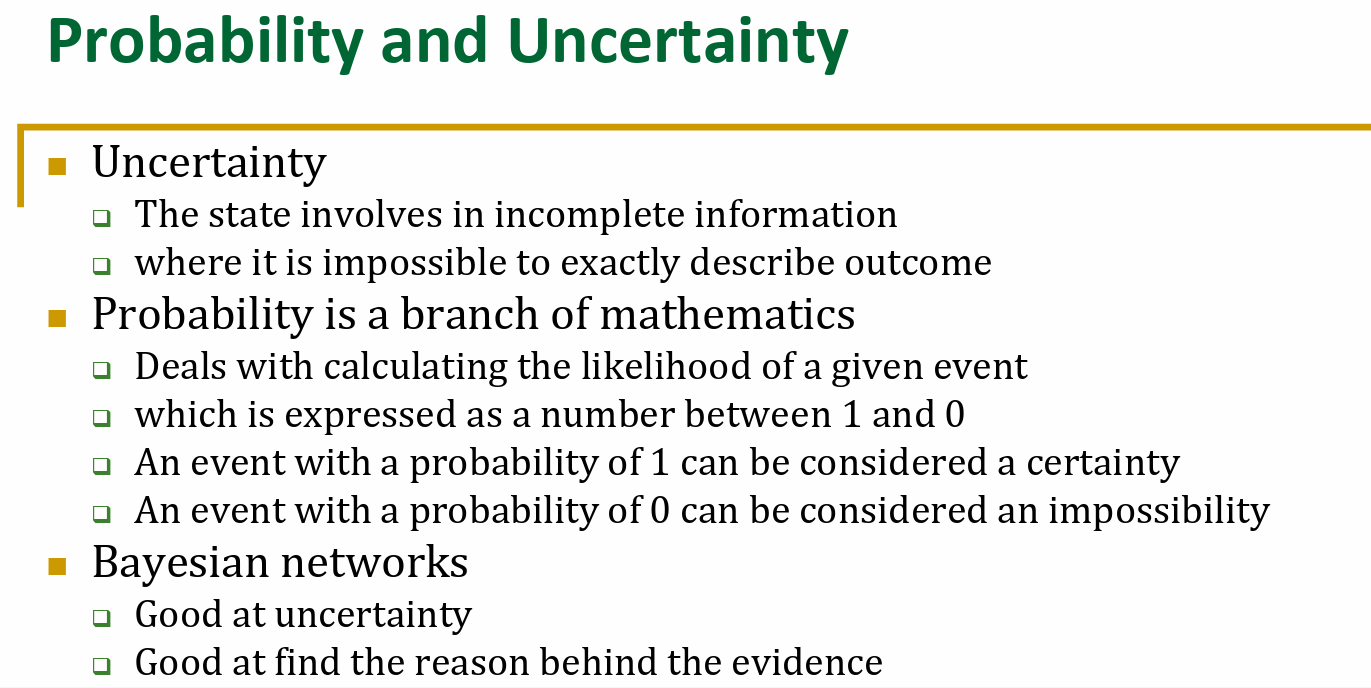 Probability and Uncertainty
Uncertainty
The state involves in incomplete information
where it is impossible to exactly describe outcome
Probability is a branch of mathematics
Deals with calculating the likelihood of a given event
which is expressed as a number between 1 and 0
An event with a probability of 1 can be considered a certainty
An event with a probability of 0 can be considered an impossibility
Bayesian networks
Good at uncertainty
Good at find the reason behind the evidence